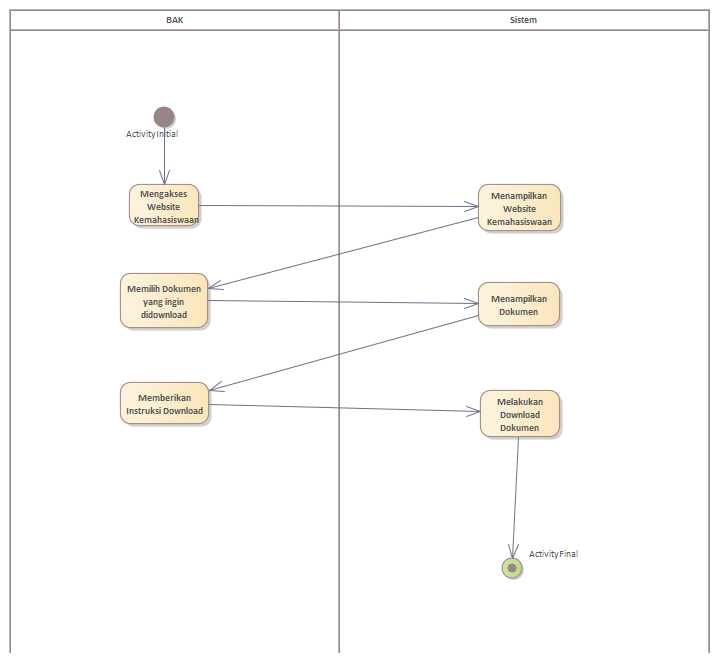 BAK
Sistem
ActivityInitial
Mengakses
Website
Kemahasiswaan
Menampilkan
Website
Kemahasiswaan
Memilih Dokumen
yang ingin
didownload
Menampilkan
Dokumen
Memberikan
Instruksi Download
Melakukan
Download
Dokumen
ActivityFinal